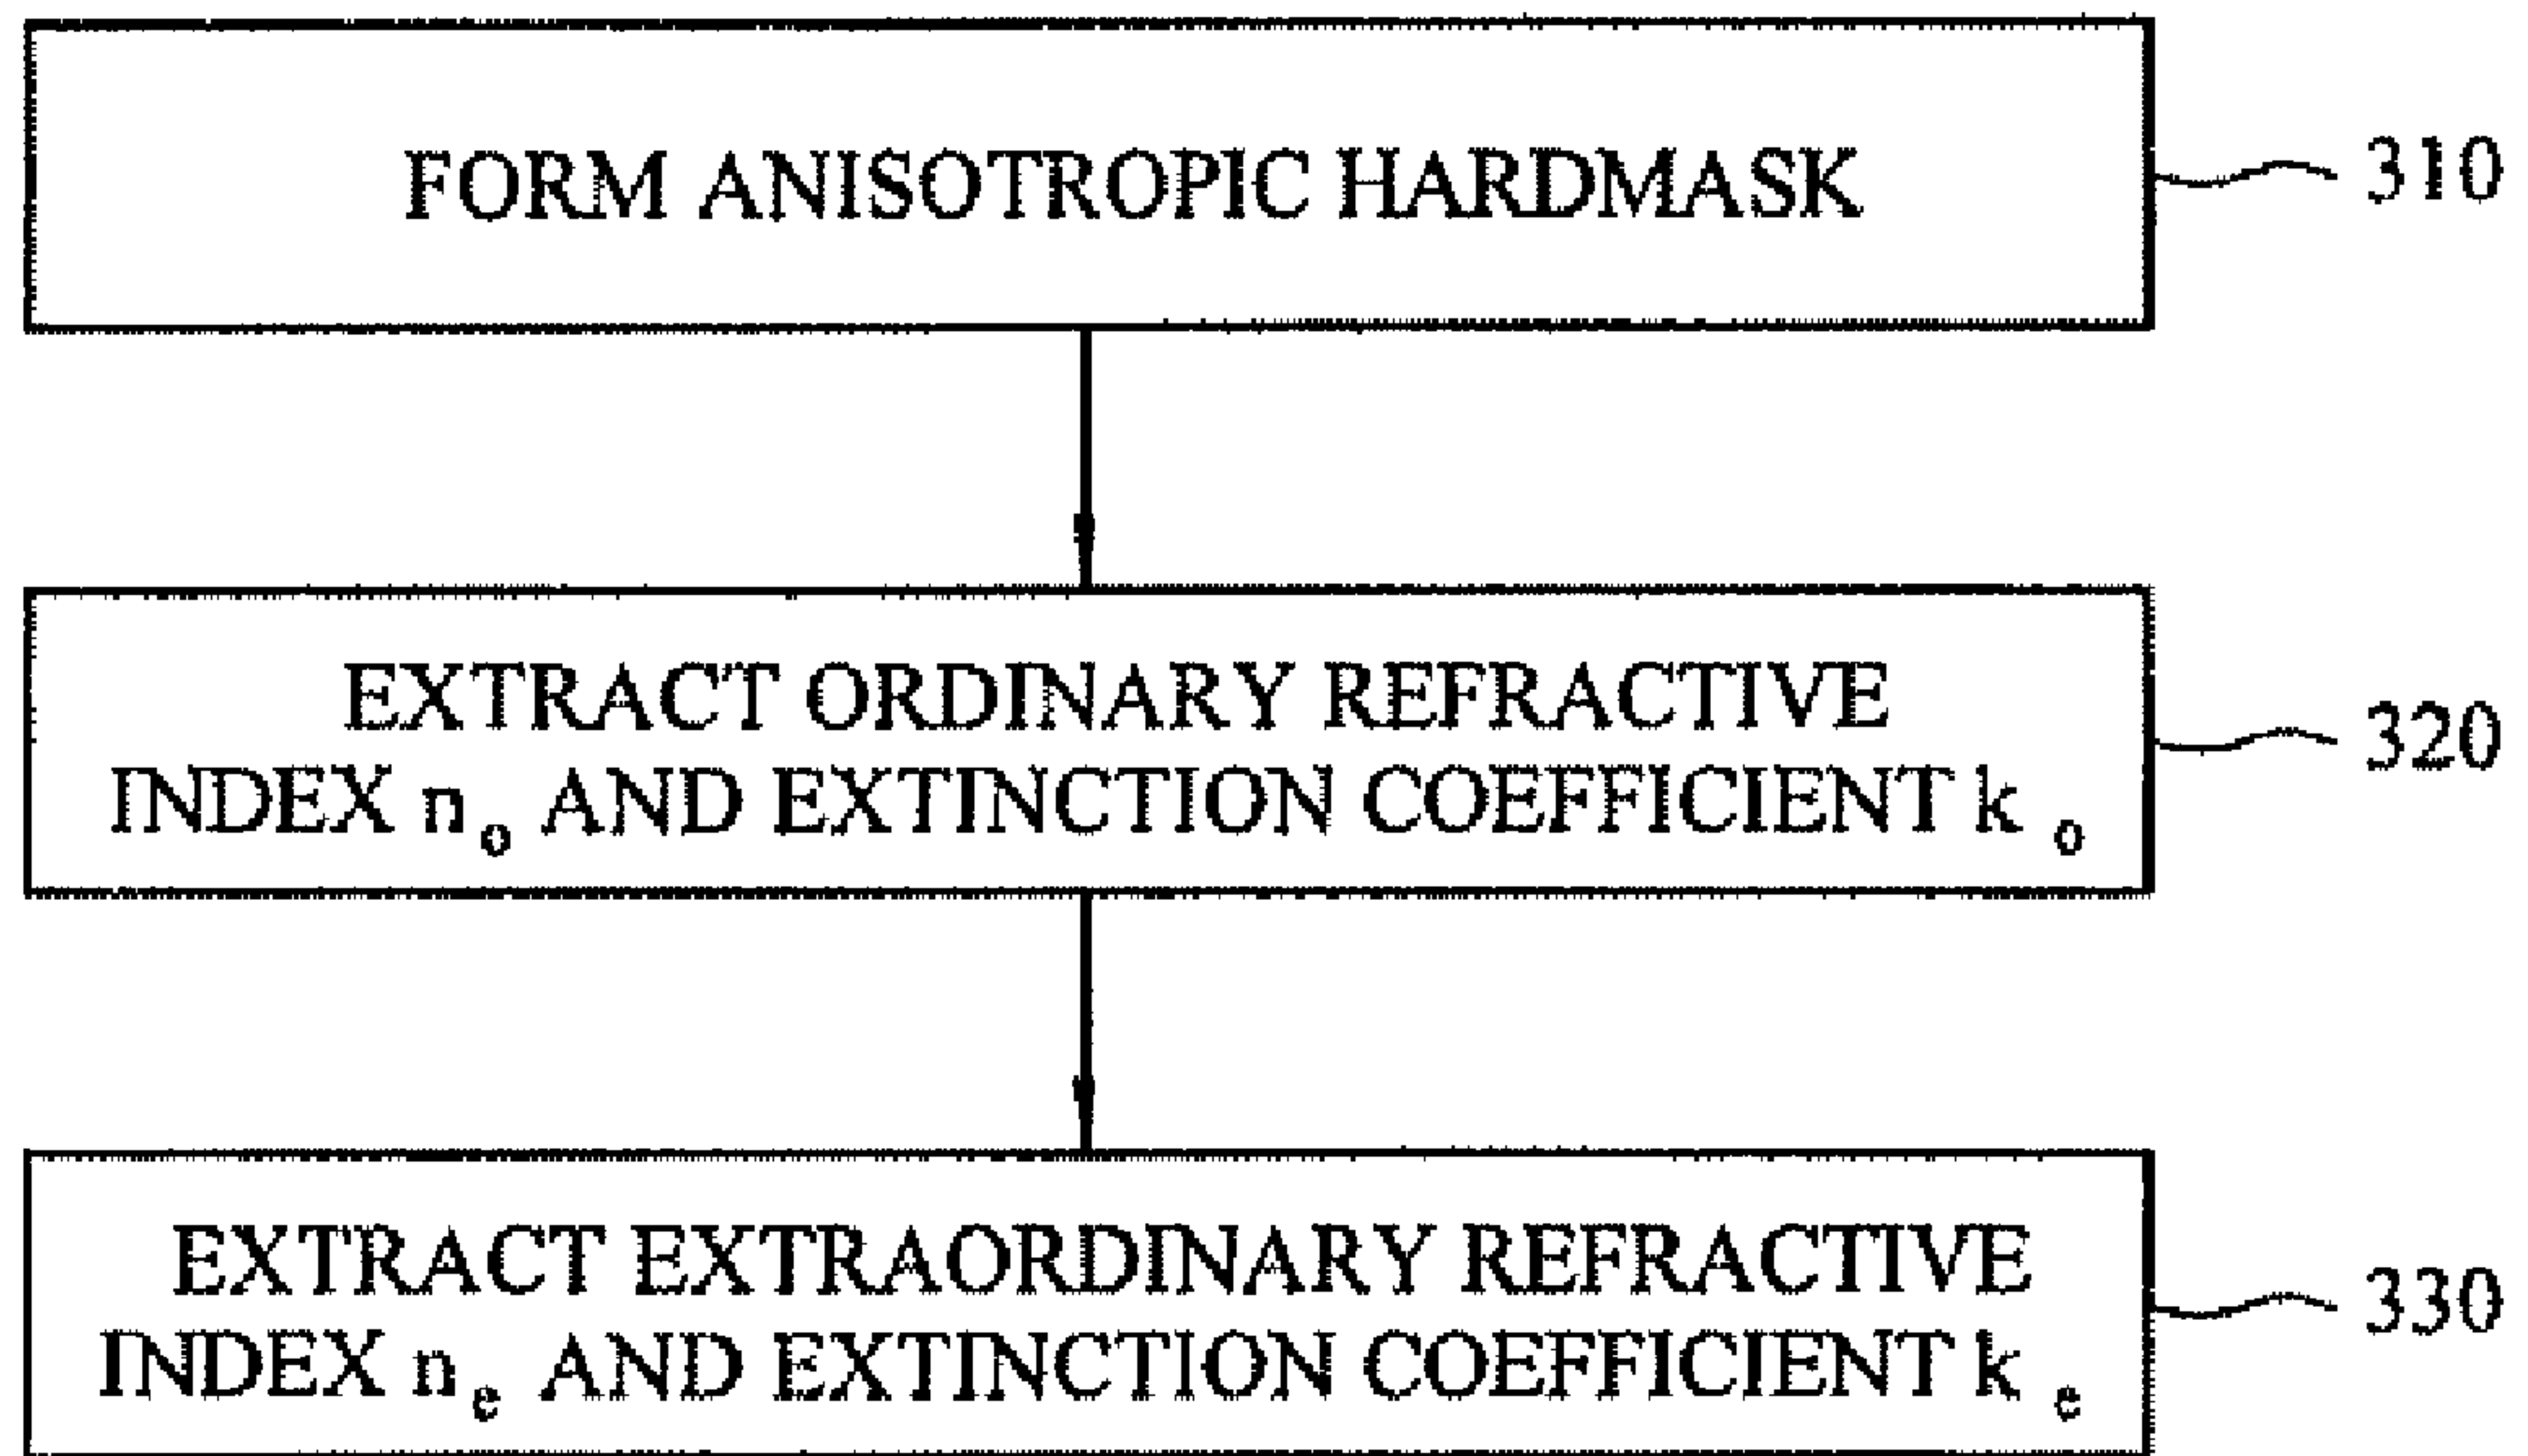 FORM ANISOTROPIC HARDMASK
310
EXTRACT ORDINARY REFRACTIVE
INDEX nₒ AND EXTINCTION COEFFICIENT kₒ
320
EXTRACT EXTRAORDINARY REFRACTIVE
INDEX nₑ AND EXTINCTION COEFFICIENT kₑ
330